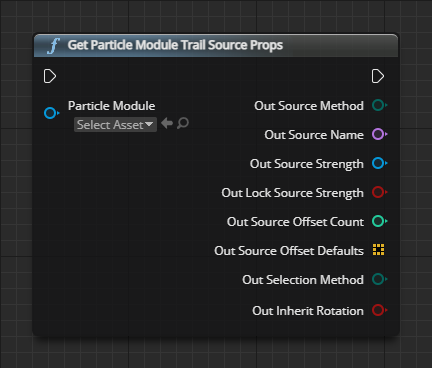 f Get Particle Module Trail Source Props
Particle Module
Select Asset
Out Source Method
Out Source Name
Out Source Strength
Out Lock Source Strength
Out Source Offset Count
Out Source Offset Defaults
Out Selection Method
Out Inherit Rotation